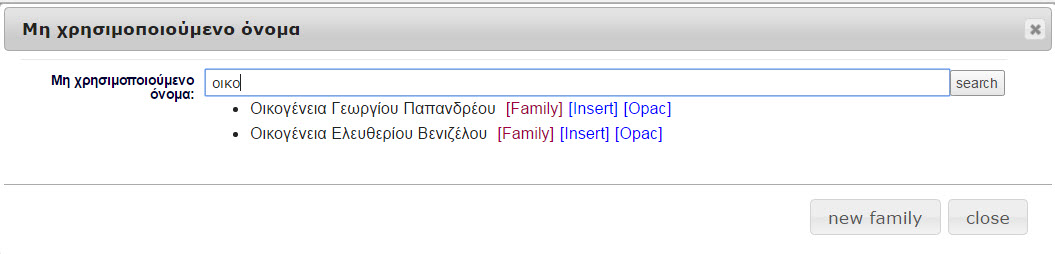 Μη χρησιμοποιούμενο όνομα
Μη χρησιμοποιούμενο
όνομα:
οικο
search
Οικογένεια Γεωργίου Παπανδρέου [Family] [Insert] [Opac]
Οικογένεια Ελευθερίου Βενιζέλου [Family] [Insert] [Opac]
new family
close